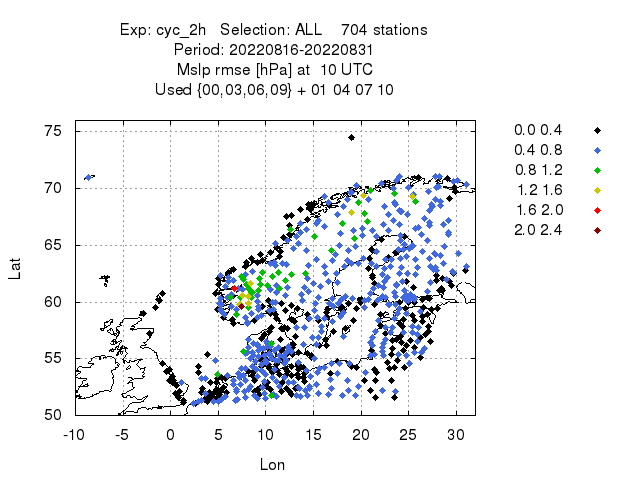 Exp: cyc_2h   Selection: ALL    704 stations
Period: 20220816-20220831
Mslp rmse [hPa] at  10 UTC
Used {00,03,06,09} + 01 04 07 10
75
70
65
60
55
50
-10 -5 0 5 10 15 20 25 30
Lat
Lon
0.0 0.4
0.4 0.8
0.8 1.2
1.2 1.6
1.6 2.0
2.0 2.4